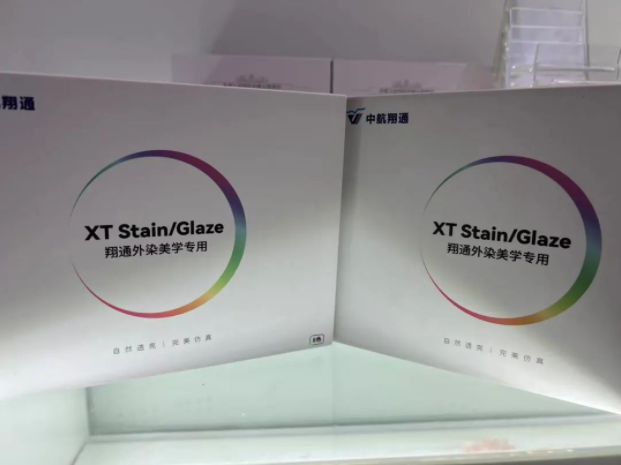 翔通
XT Stain/Glaze
翔通外染美学专用
自然透亮 | 完美仿真
中航翔通
XT Stain/Glaze
翔通外染美学专用
自然透亮 | 完美仿真